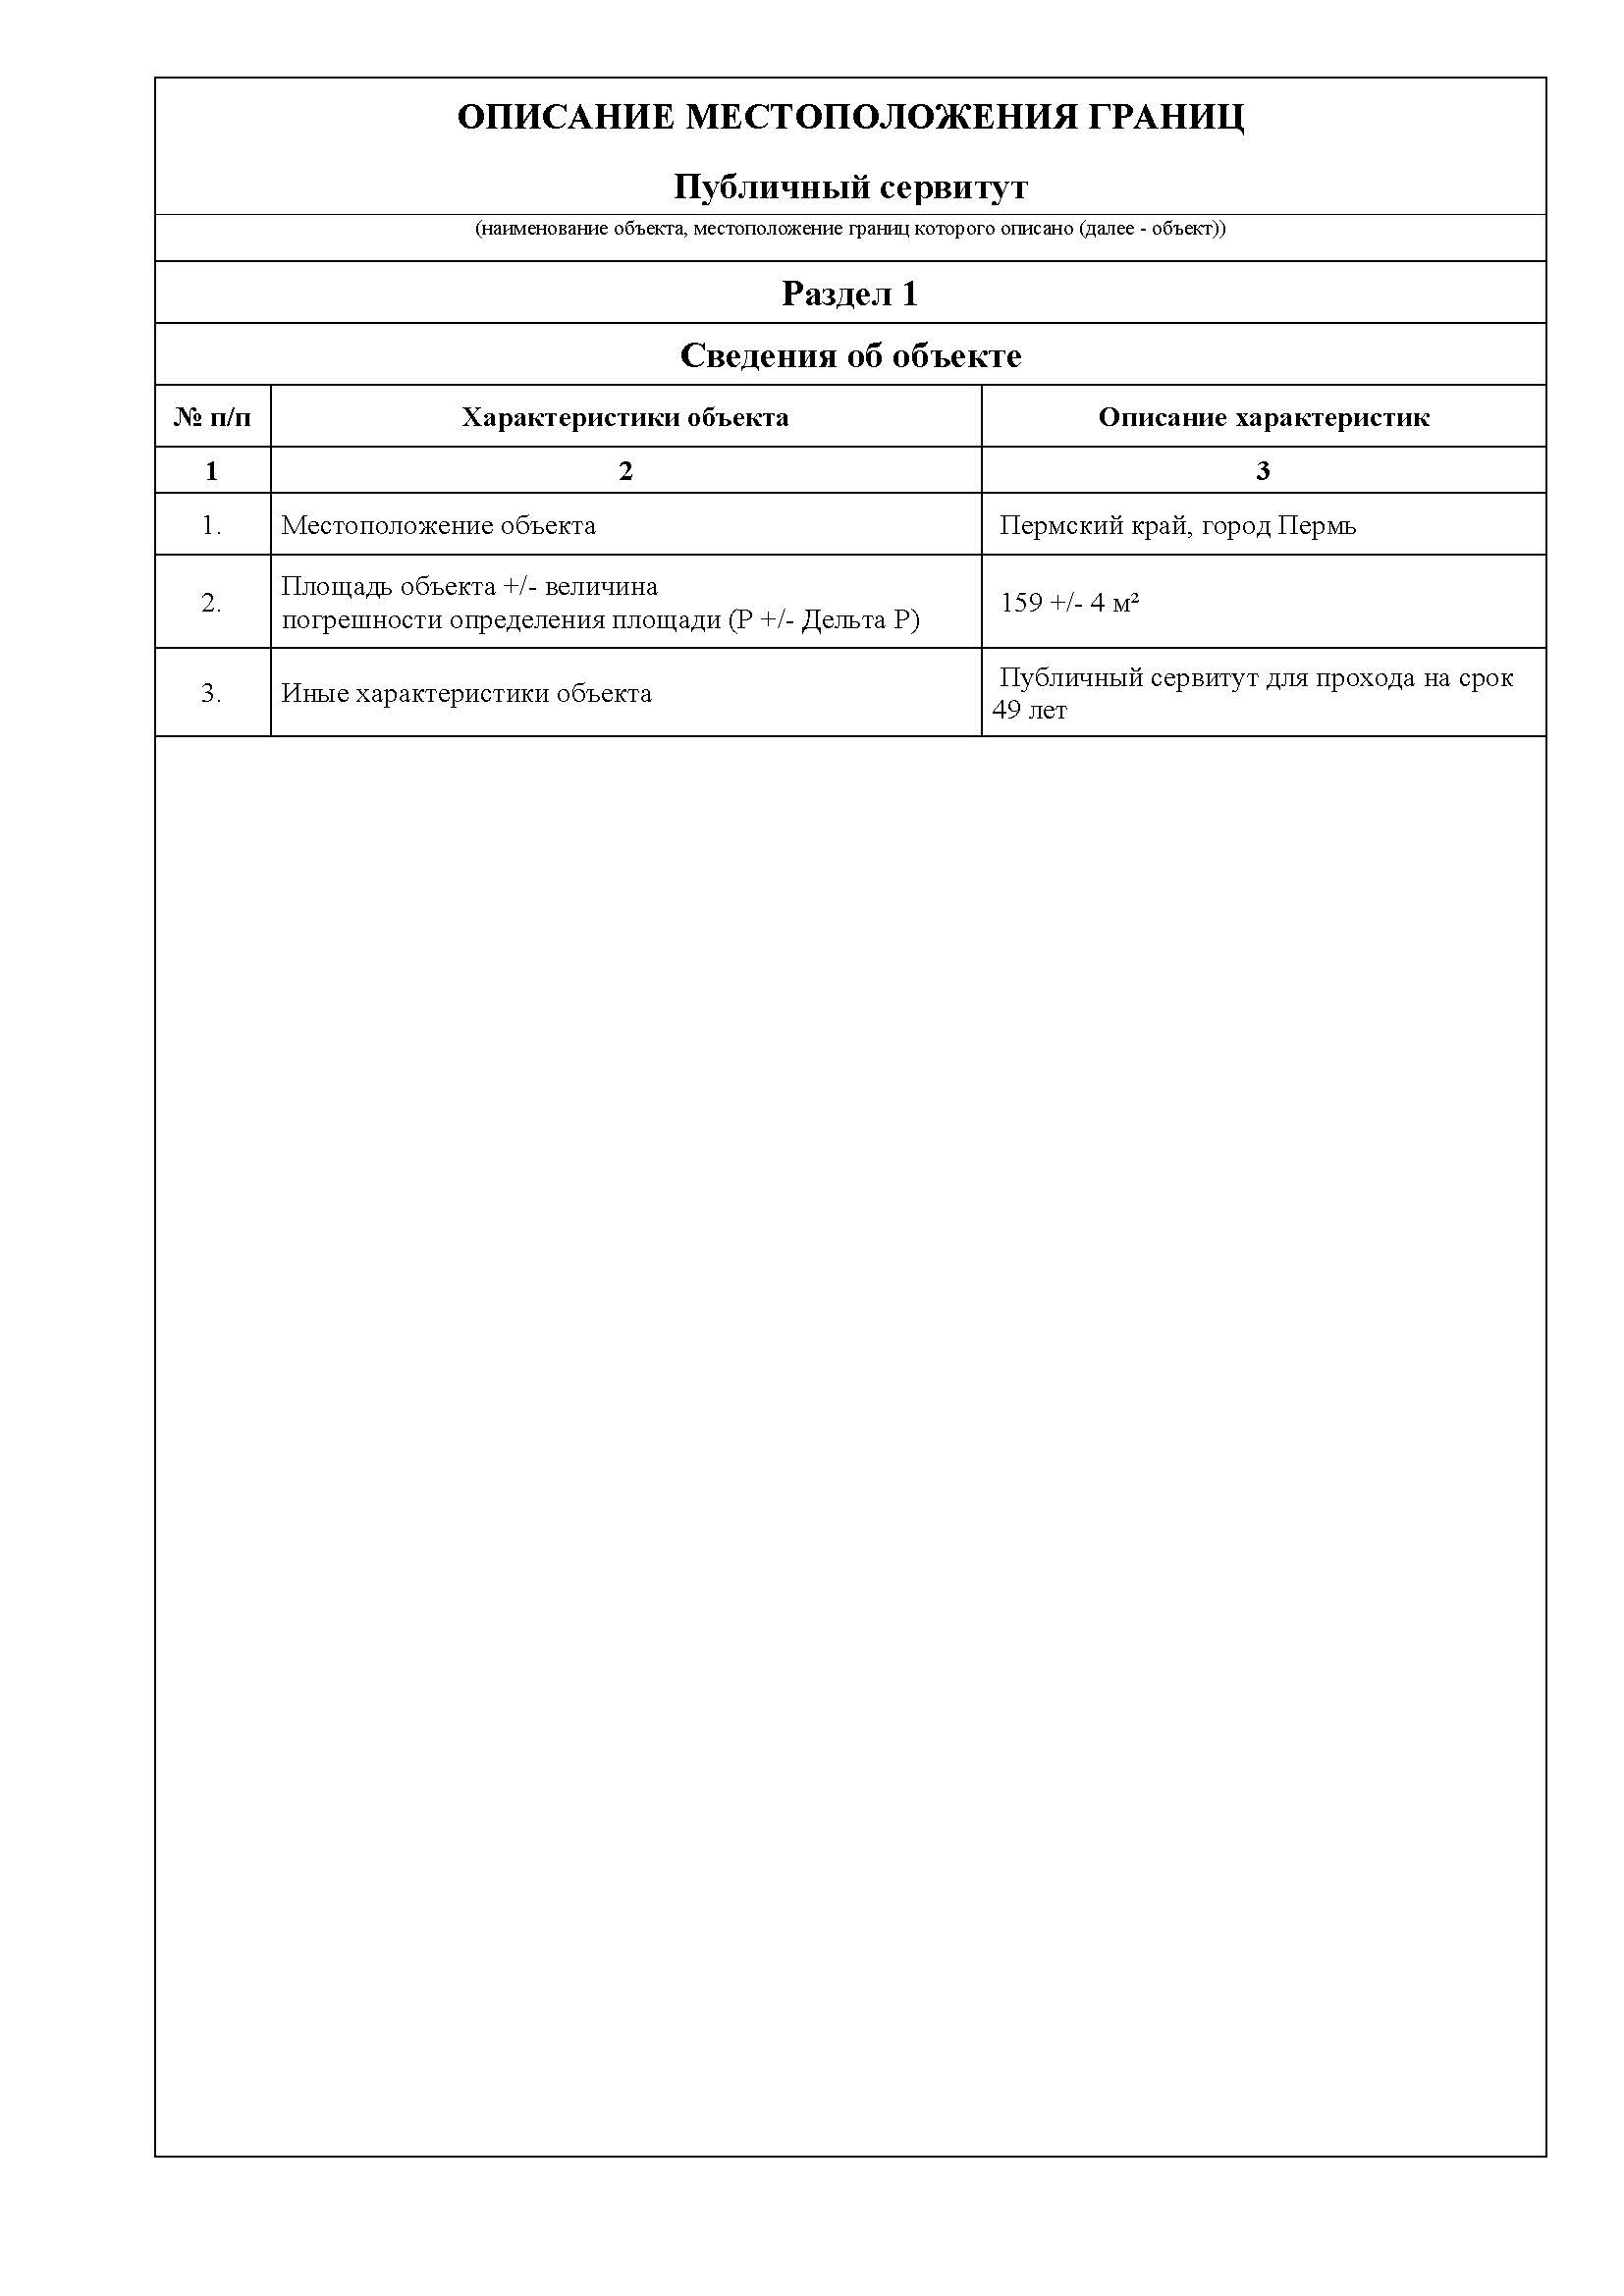 ОПИСАНИЕ МЕСТОПОЛОЖЕНИЯ ГРАНИЦ
Публичный сервитут
(наименование объекта, местоположение границ которого описано (далее - объект))
Раздел 1
Сведения об объекте
№ п/п Характеристики объекта Описание характеристик
1 2 3
1. Местоположение объекта Пермский край, город Пермь
2. Площадь объекта +/- величина
погрешности определения площади (Р +/- Дельта Р) 159 +/- 4 м²
3. Иные характеристики объекта Публичный сервитут для прохода на срок
49 лет